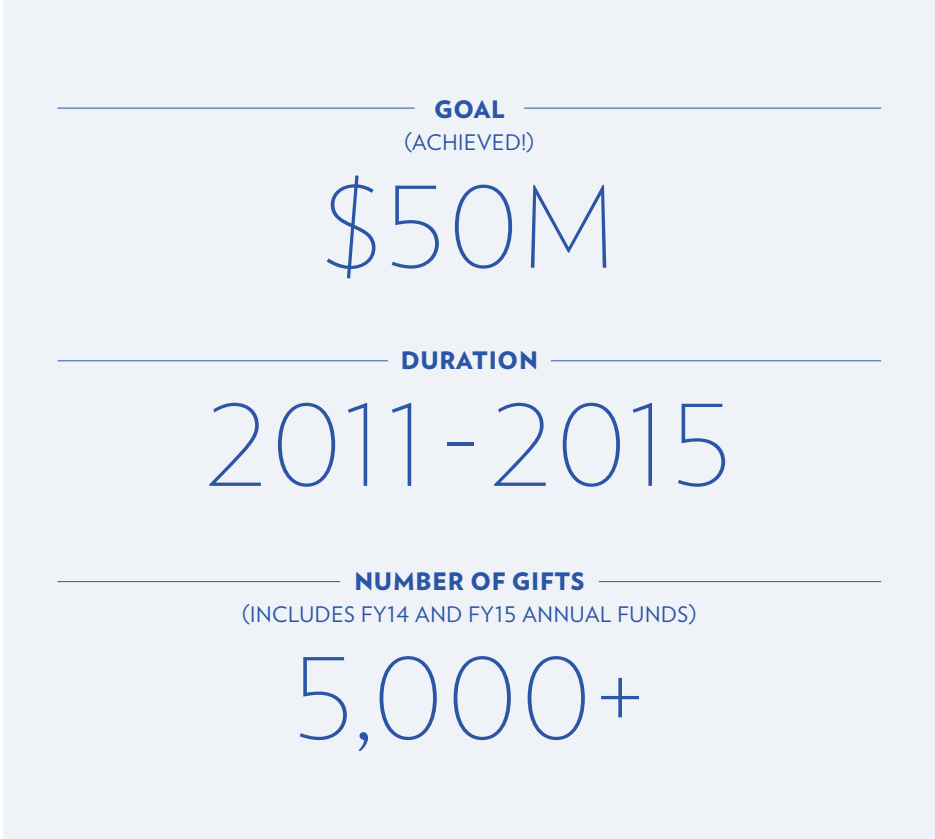 GOAL
(ACHIEVED!)
$50M
DURATION
2011-2015
NUMBER OF GIFTS
(INCLUDES FY14 AND FY15 ANNUAL FUNDS)
5,000+